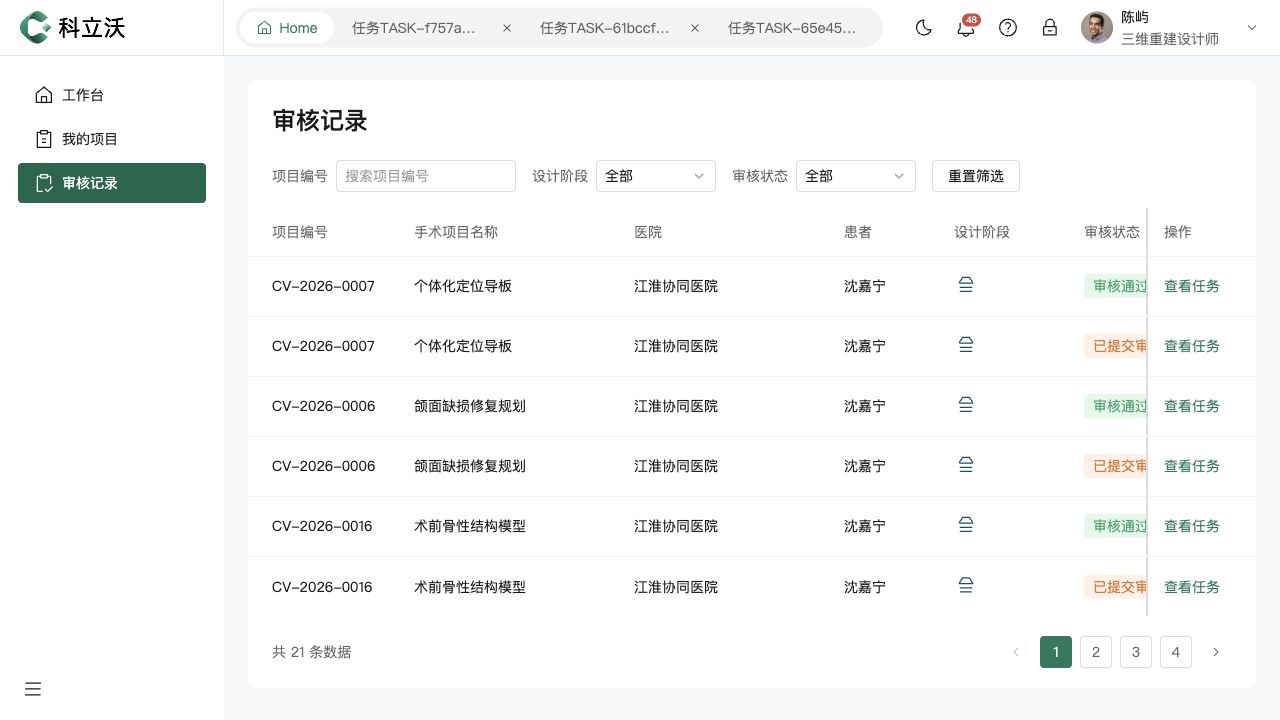 科立沃
Home
任务TASK-f757a...
任务TASK-61bccf...
任务TASK-65e45...
48
陈屿
三维重建设计师
工作台
我的项目
审核记录
审核记录
项目编号 搜索项目编号 设计阶段 全部 审核状态 全部 重置筛选
项目编号 手术项目名称 医院 患者 设计阶段 审核状态 操作
CV-2026-0007 个体化定位导板 江淮协同医院 沈嘉宁 审核通过 查看任务
CV-2026-0007 个体化定位导板 江淮协同医院 沈嘉宁 已提交审 查看任务
CV-2026-0006 颌面缺损修复规划 江淮协同医院 沈嘉宁 审核通过 查看任务
CV-2026-0006 颌面缺损修复规划 江淮协同医院 沈嘉宁 已提交审 查看任务
CV-2026-0016 术前骨性结构模型 江淮协同医院 沈嘉宁 审核通过 查看任务
CV-2026-0016 术前骨性结构模型 江淮协同医院 沈嘉宁 已提交审 查看任务
共 21 条数据
1 2 3 4